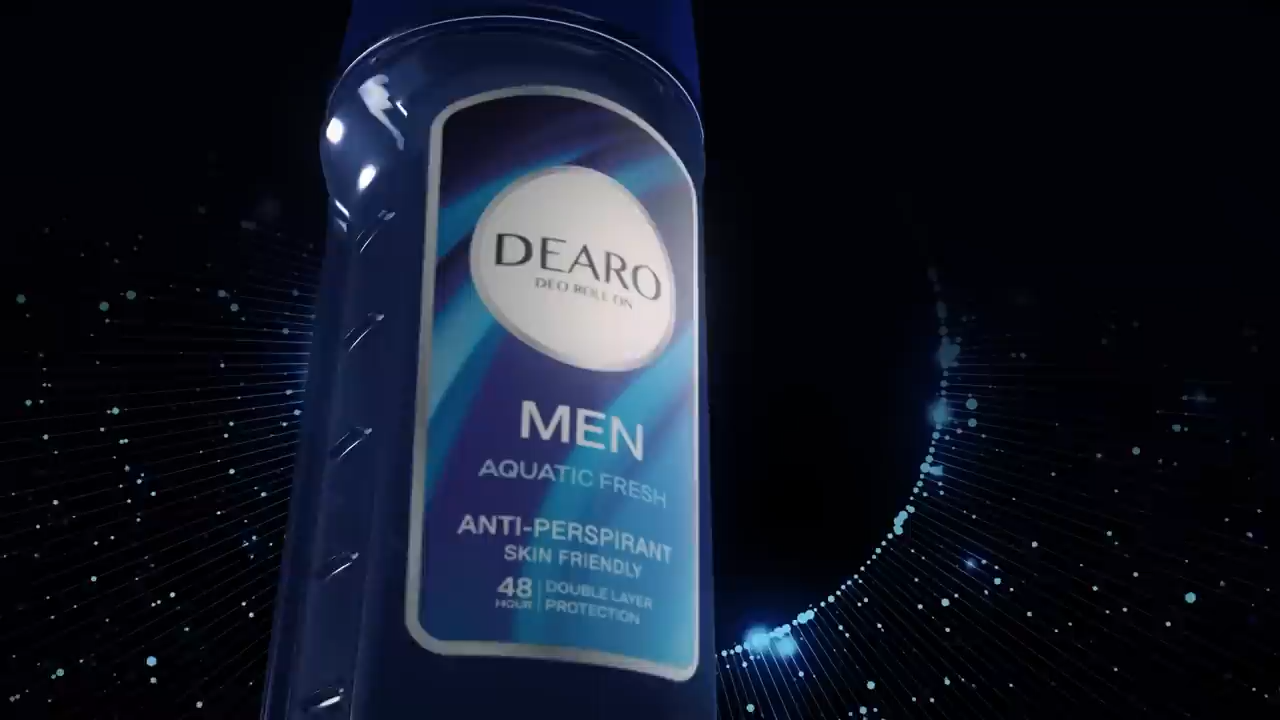 DEARO
DEO ROLL ON
MEN
AQUATIC FRESH
ANTI-PERSPIRANT
SKIN FRIENDLY
48 HOUR
DOUBLE LAYER
PROTECTION